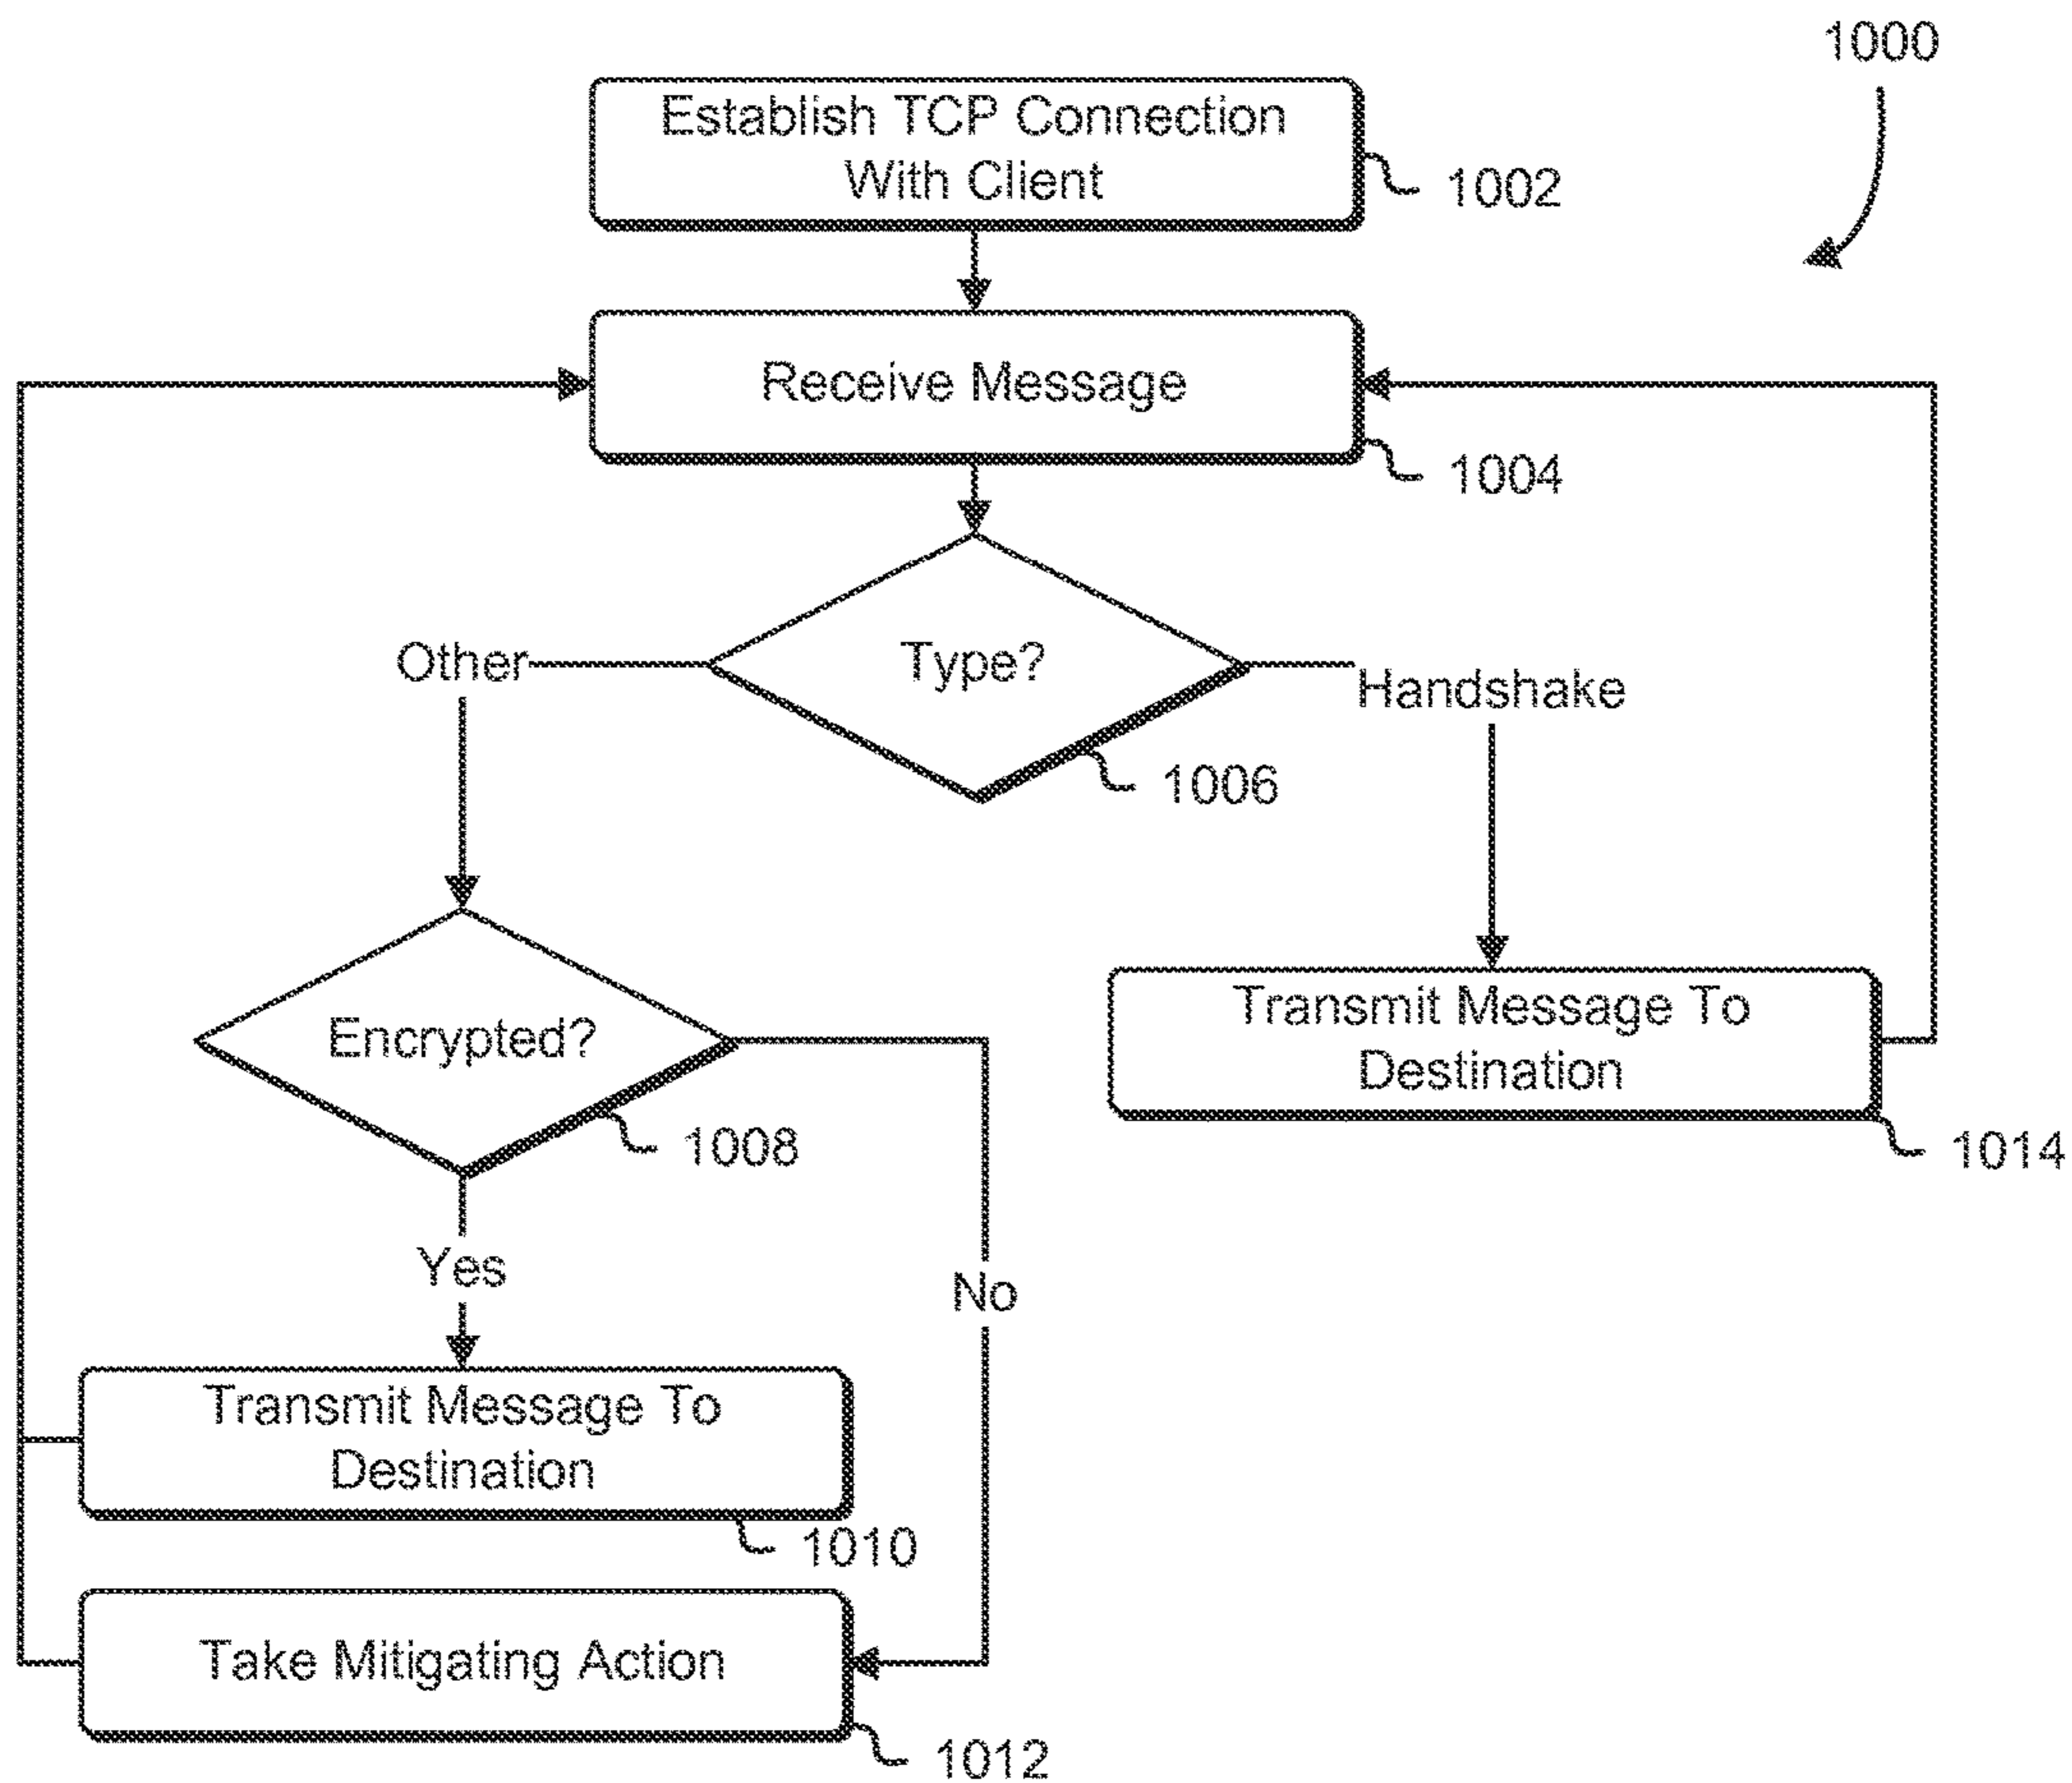 1000
Establish TCP Connection
With Client
1002
Receive Message
1004
Type?
Other
Handshake
1006
Encrypted?
1008
Transmit Message To
Destination
1014
Yes
No
Transmit Message To
Destination
1010
Take Mitigating Action
1012